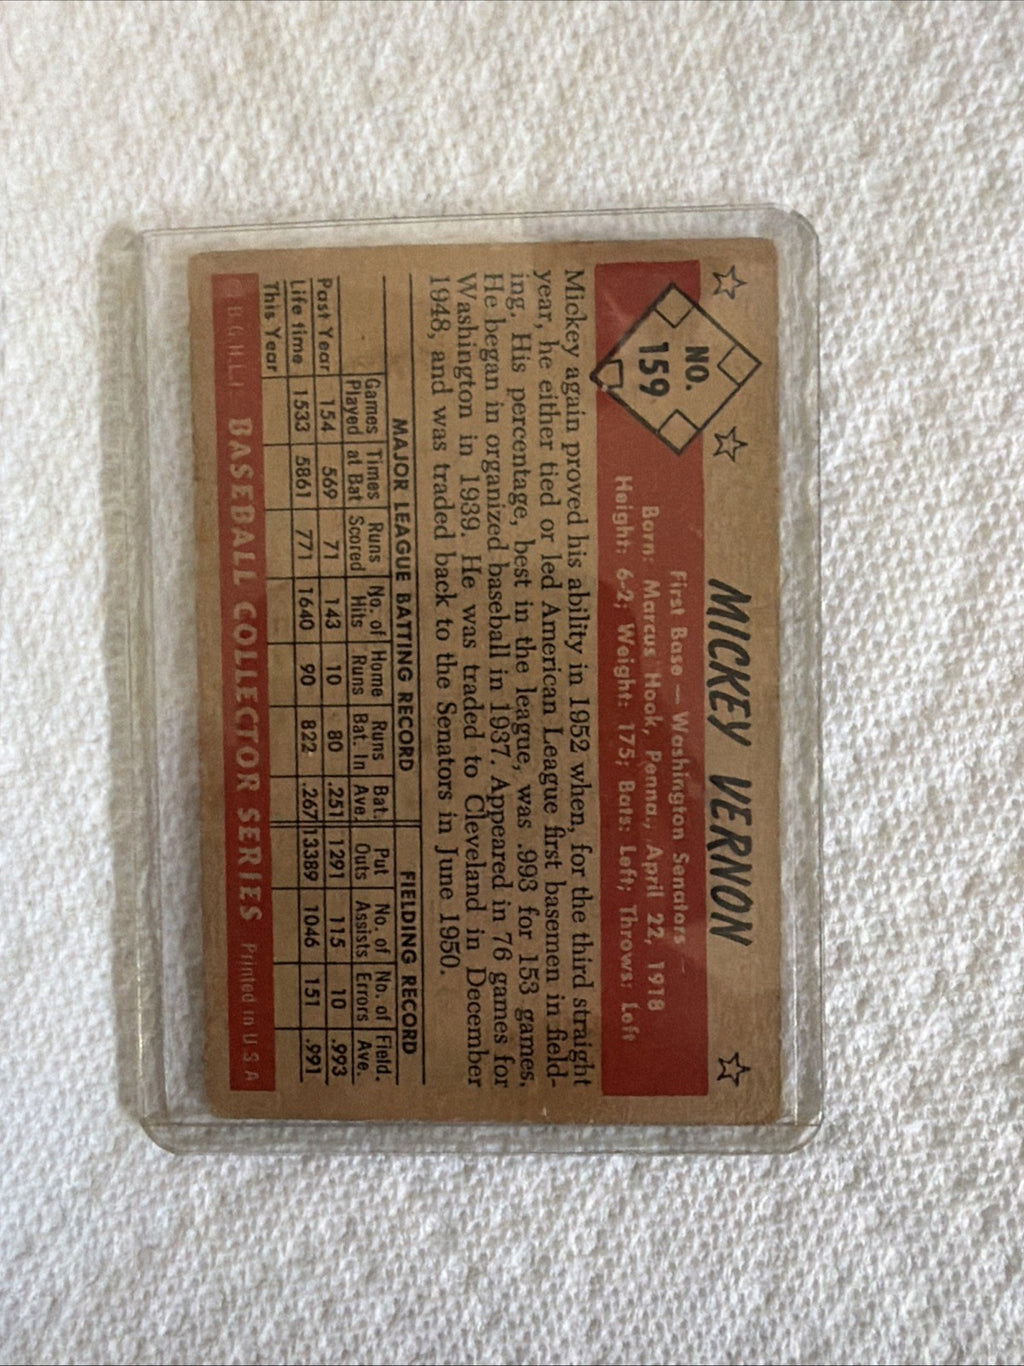 MICKEY VERNON
NO.
159
First Base — Washington Senators —
Born: Marcus Hook, Penna., April 22, 1918
Height: 6-2; Weight: 175; Bats: Left; Throws: Left
Mickey again proved his ability in 1952 when, for the third straight
year, he either tied or led American League first basemen in field-
ing. His percentage, best in the league, was .993 for 153 games.
He began in organized baseball in 1937. Appeared in 76 games for
Washington in 1939. He was traded to Cleveland in December
1948, and was traded back to the Senators in June 1950.
MAJOR LEAGUE BATTING RECORD FIELDING RECORD
Games Times Runs No. of Home Runs Bat. Put No. of No. of Field.
Played at Bat Scored Hits Runs Bat. In Ave. Outs Assists Errors Ave.
Past Year 154 569 71 143 10 80 .251 1291 115 10 .993
Life time 1533 5861 771 1640 90 822 .267 13389 1046 151 .991
This Year
B.G.H.L.I. BASEBALL COLLECTOR SERIES Printed in U S A